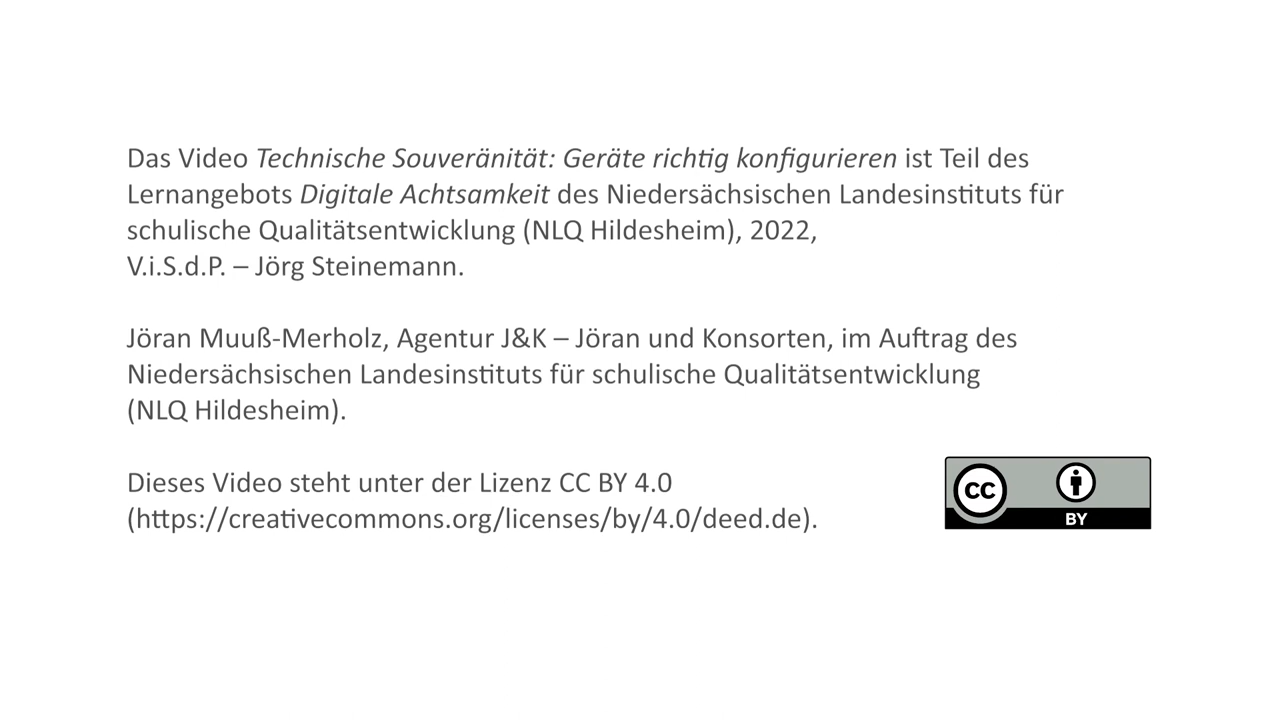 Das Video Technische Souveränität: Geräte richtig konfigurieren ist Teil des
Lernangebots Digitale Achtsamkeit des Niedersächsischen Landesinstituts für
schulische Qualitätsentwicklung (NLQ Hildesheim), 2022,
V.i.S.d.P. – Jörg Steinemann.
Jöran Muuß-Merholz, Agentur J&K – Jöran und Konsorten, im Auftrag des
Niedersächsischen Landesinstituts für schulische Qualitätsentwicklung
(NLQ Hildesheim).
Dieses Video steht unter der Lizenz CC BY 4.0
(https://creativecommons.org/licenses/by/4.0/deed.de).
CC
BY